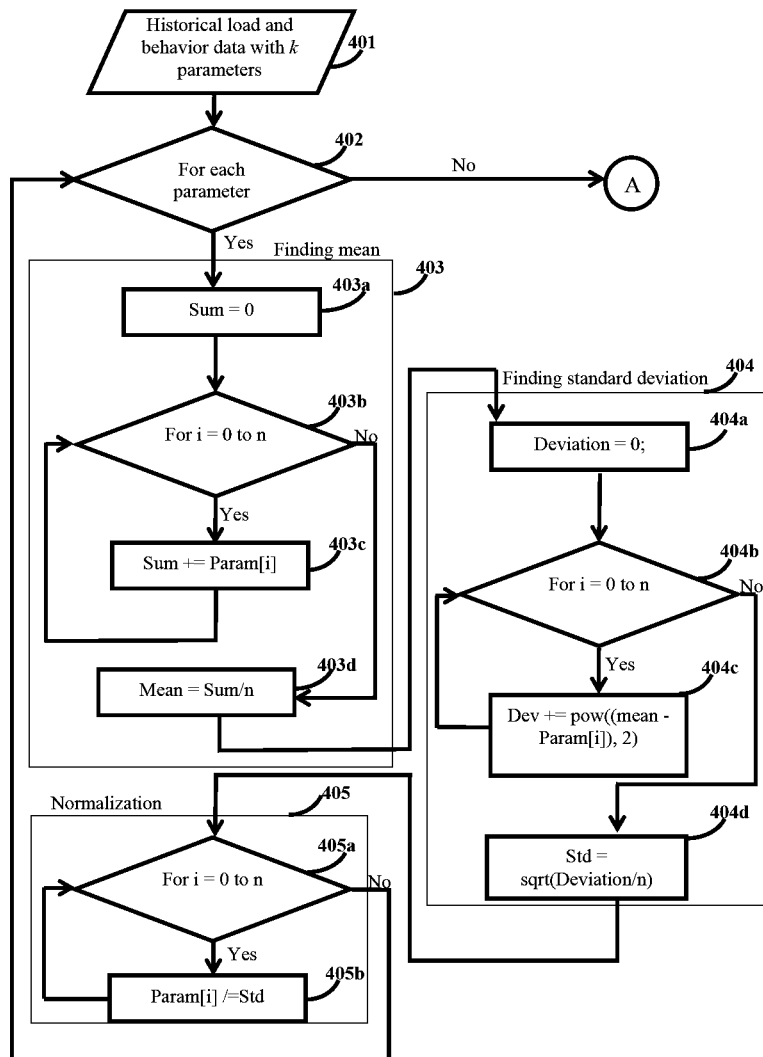 Historical load and
behavior data with k
parameters
401
402
For each
parameter
No
A
Yes
Finding mean
403
403a
Sum = 0
403b
For i = 0 to n
No
Yes
403c
Sum += Param[i]
403d
Mean = Sum/n
404
Finding standard deviation
404a
Deviation = 0;
404b
For i = 0 to n
No
Yes
404c
Dev += pow((mean -
Param[i]), 2)
404d
Std =
sqrt(Deviation/n)
405
Normalization
405a
For i = 0 to n
No
Yes
405b
Param[i] /=Std